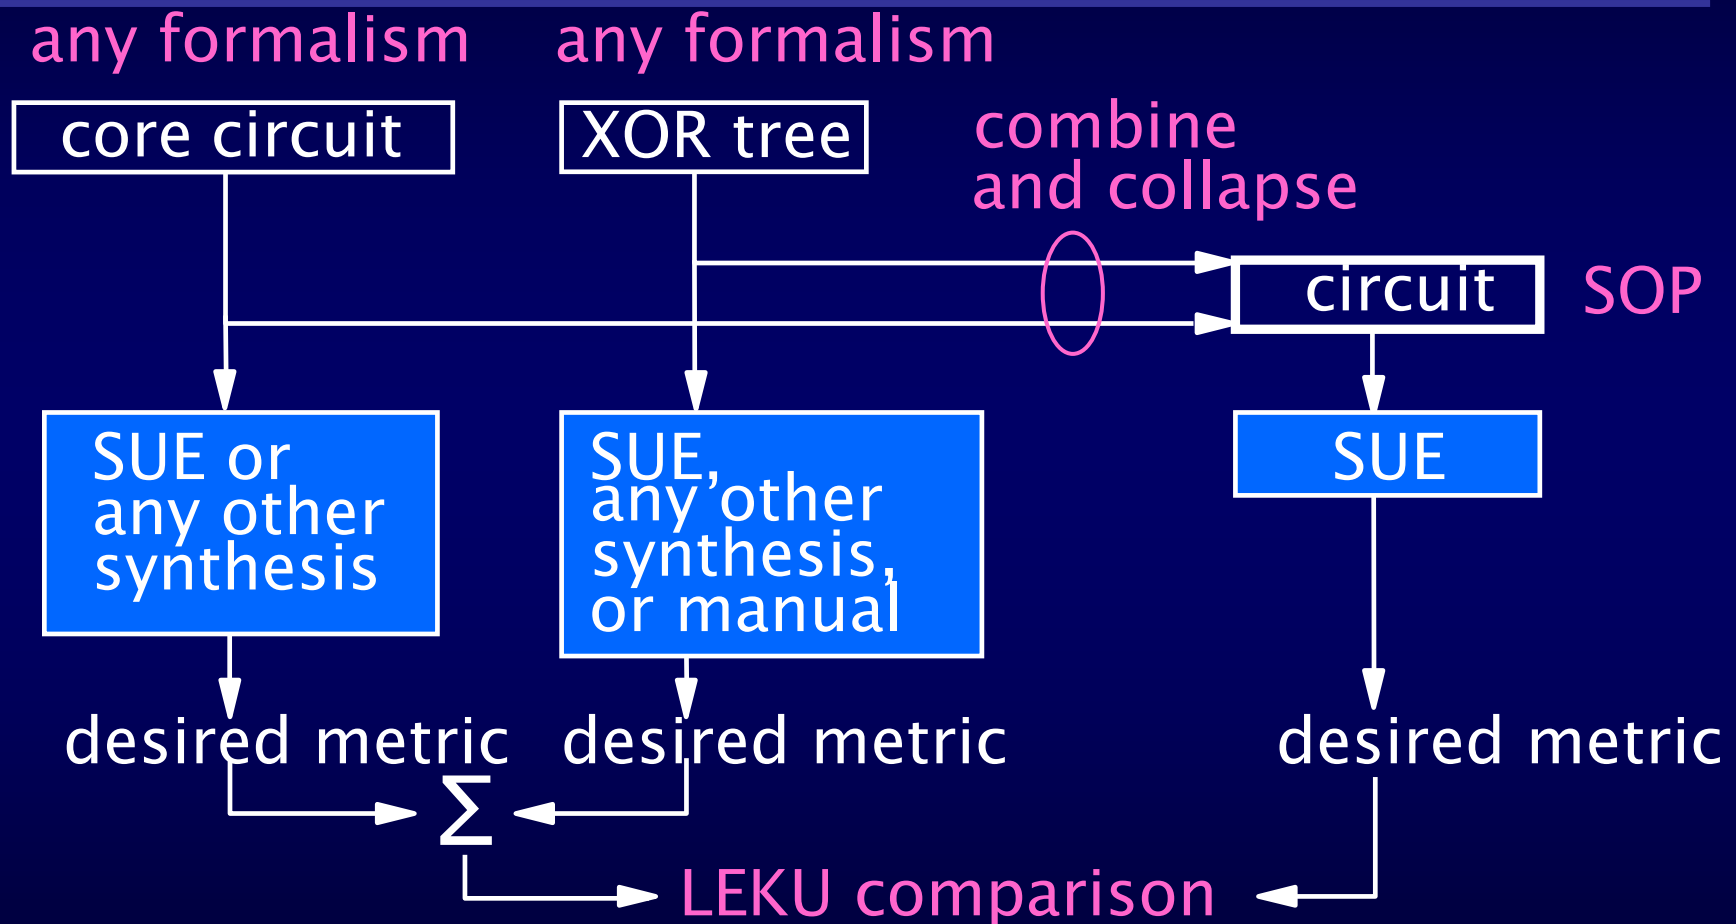 any formalism
any formalism
core circuit
XOR tree
combine
and collapse
circuit
SOP
SUE or
any other
synthesis
SUE,
any other
synthesis,
or manual
SUE
desired metric
desired metric
desired metric
∑
LEKU comparison